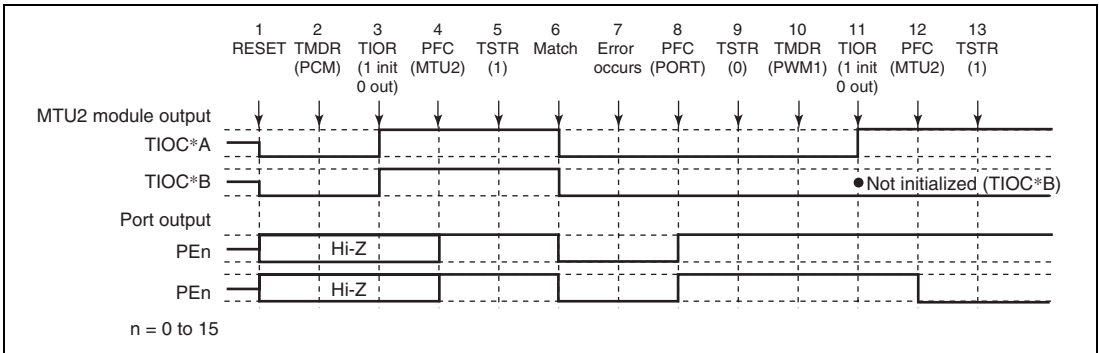 1 2 3 4 5 6 7 8 9 10 11 12 13
RESET TMDR TIOR PFC TSTR Match Error PFC TSTR TMDR TIOR PFC TSTR
(PCM) (1 init (MTU2) (1) occurs (PORT) (0) (PWM1) (1 init (MTU2) (1)
0 out) 0 out)
MTU2 module output
TIOC*A
TIOC*B
Not initialized (TIOC*B)
Port output
PEn Hi-Z
PEn Hi-Z
n = 0 to 15